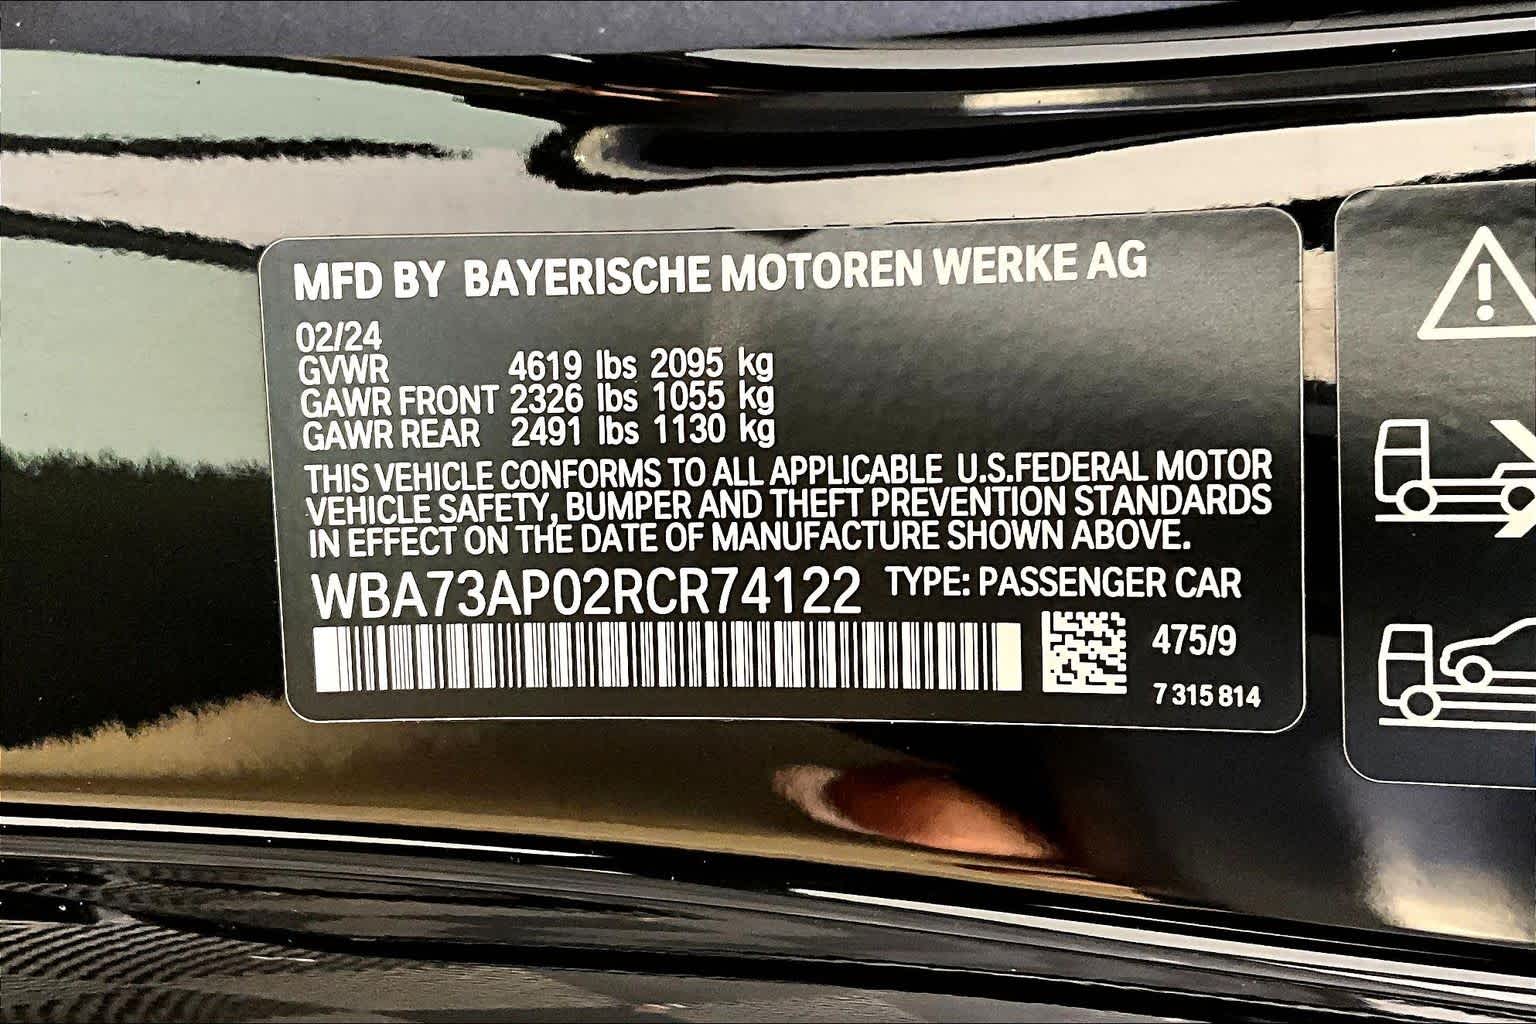 MFD BY BAYERISCHE MOTOREN WERKE AG
02/24
GVWR 4619 lbs 2095 kg
GAWR FRONT 2326 lbs 1055 kg
GAWR REAR 2491 lbs 1130 kg
THIS VEHICLE CONFORMS TO ALL APPLICABLE U.S.FEDERAL MOTOR
VEHICLE SAFETY, BUMPER AND THEFT PREVENTION STANDARDS
IN EFFECT ON THE DATE OF MANUFACTURE SHOWN ABOVE.
WBA73AP02RCR74122 TYPE: PASSENGER CAR
475/9
7 315 814